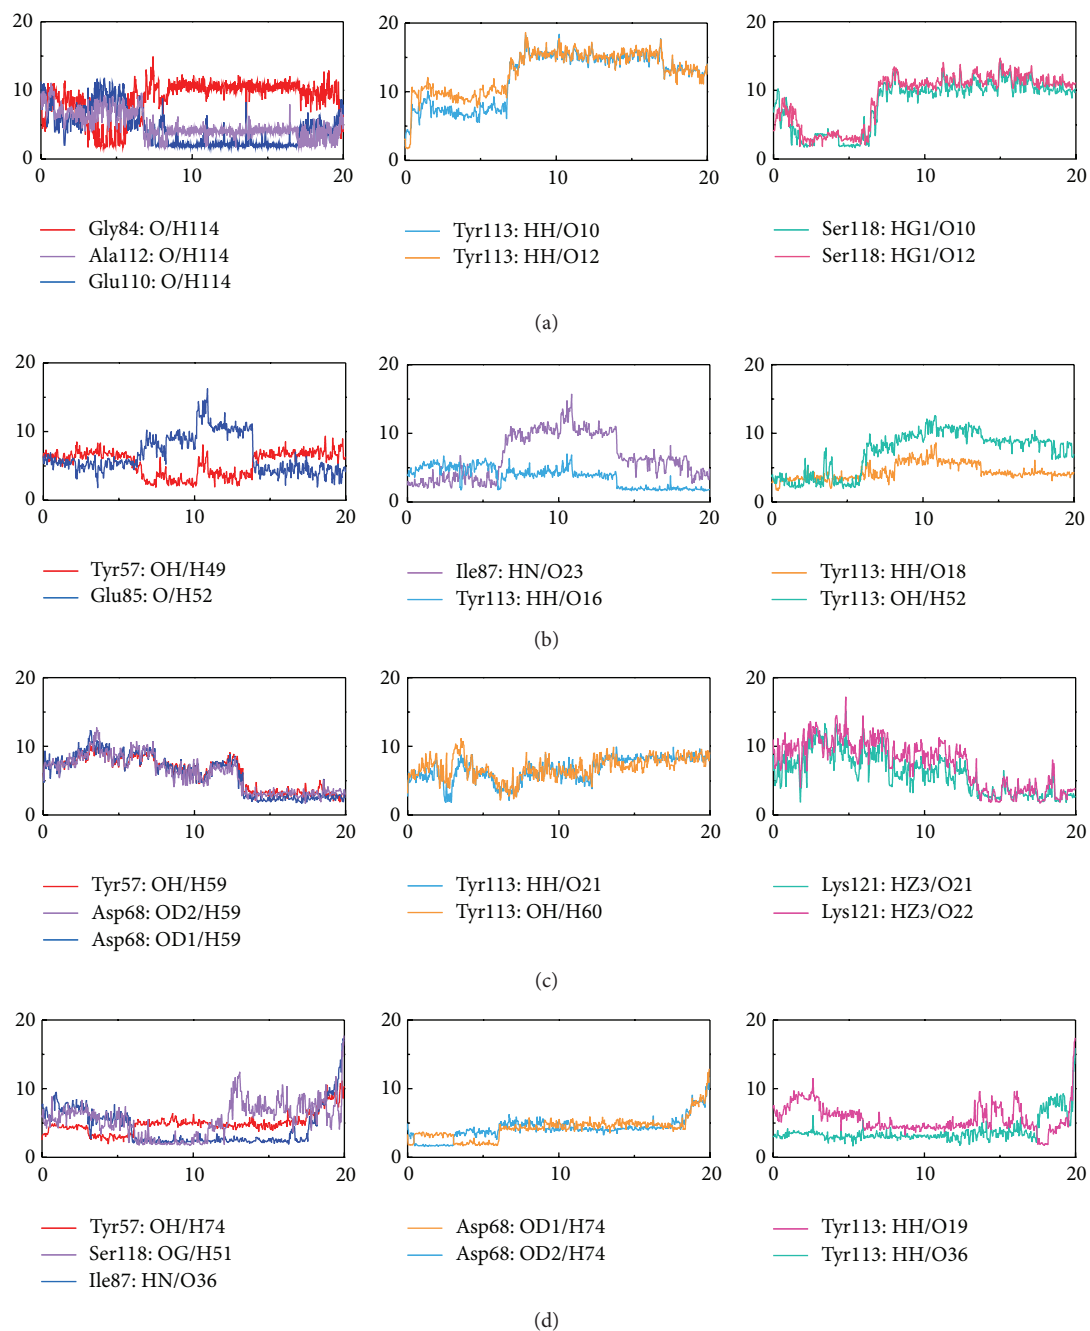 20
10
0
0 10 20
Gly84: O/H114
Ala112: O/H114
Glu110: O/H114
20
10
0
0 10 20
Tyr113: HH/O10
Tyr113: HH/O12
20
10
0
0 10 20
Ser118: HG1/O10
Ser118: HG1/O12
(a)
20
10
0
0 10 20
Tyr57: OH/H49
Glu85: O/H52
20
10
0
0 10 20
Ile87: HN/O23
Tyr113: HH/O16
20
10
0
0 10 20
Tyr113: HH/O18
Tyr113: OH/H52
(b)
20
10
0
0 10 20
Tyr57: OH/H59
Asp68: OD2/H59
Asp68: OD1/H59
20
10
0
0 10 20
Tyr113: HH/O21
Tyr113: OH/H60
20
10
0
0 10 20
Lys121: HZ3/O21
Lys121: HZ3/O22
(c)
20
10
0
0 10 20
Tyr57: OH/H74
Ser118: OG/H51
Ile87: HN/O36
20
10
0
0 10 20
Asp68: OD1/H74
Asp68: OD2/H74
20
10
0
0 10 20
Tyr113: HH/O19
Tyr113: HH/O36
(d)